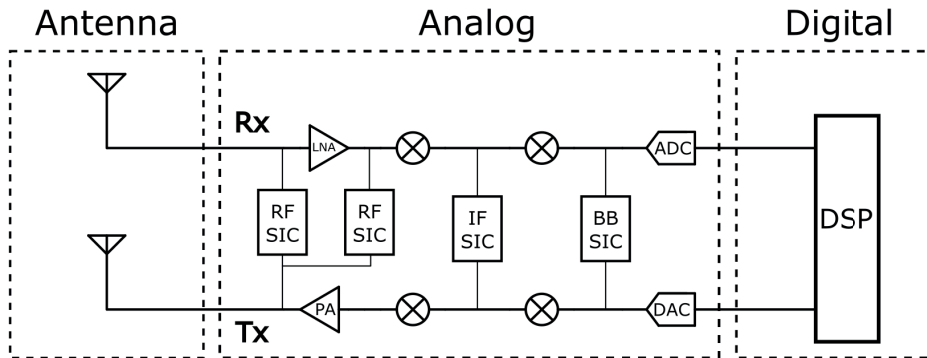 Antenna
Analog
Digital
Rx
LNA
ADC
RF
SIC
RF
SIC
IF
SIC
BB
SIC
DSP
PA
DAC
Tx